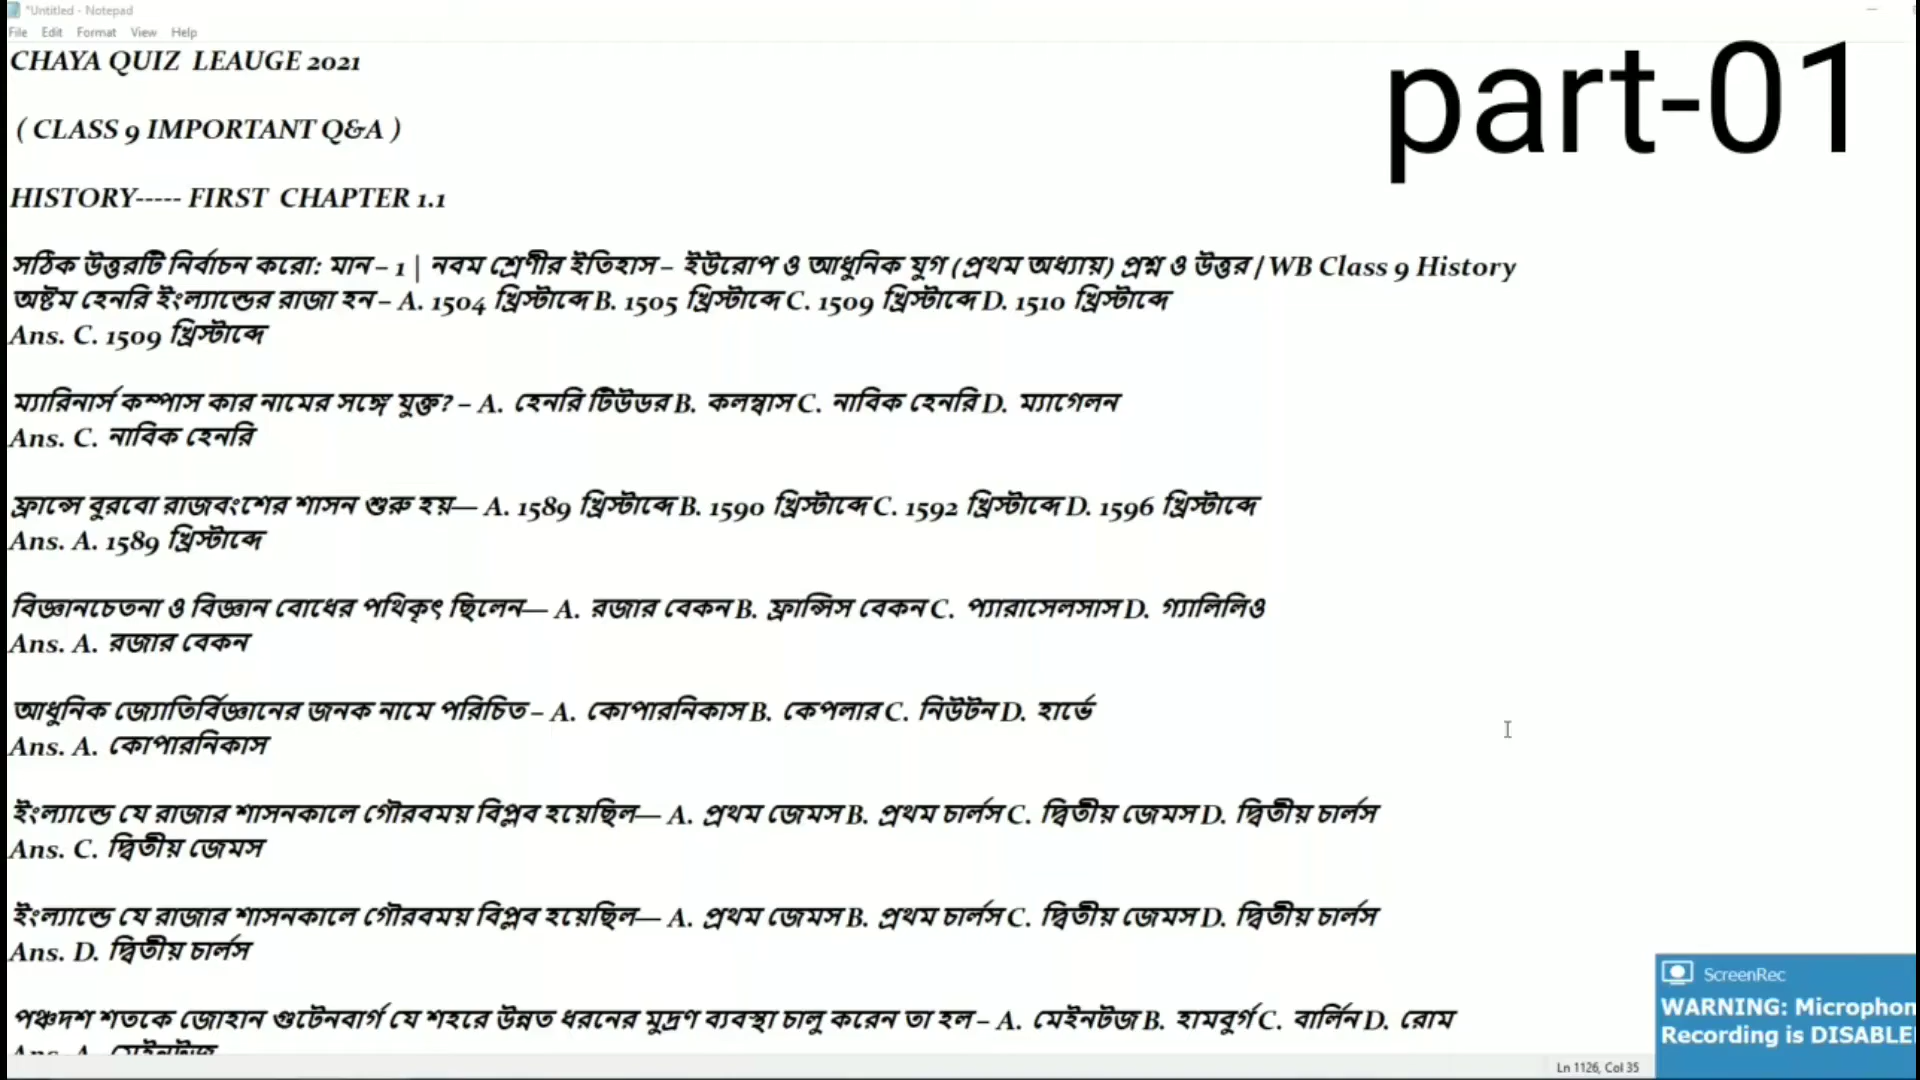 *Untitled - Notepad
File Edit Format View Help
part-01
CHAYA QUIZ LEAUGE 2021
( CLASS 9 IMPORTANT Q&A )
HISTORY----- FIRST CHAPTER 1.1
সঠিক উত্তরটি নির্বাচন করো: মান – 1 | নবম শ্রেণীর ইতিহাস – ইউরোপ ও আধুনিক যুগ (প্রথম অধ্যায়) প্রশ্ন ও উত্তর / WB Class 9 History
অষ্টম হেনরি ইংল্যান্ডের রাজা হন – A. 1504 খ্রিস্টাব্দে B. 1505 খ্রিস্টাব্দে C. 1509 খ্রিস্টাব্দে D. 1510 খ্রিস্টাব্দে
Ans. C. 1509 খ্রিস্টাব্দে
ম্যারিনার্স কম্পাস কার নামের সঙ্গে যুক্ত? – A. হেনরি টিউডর B. কলম্বাস C. নাবিক হেনরি D. ম্যাগেলন
Ans. C. নাবিক হেনরি
ফ্রান্সে বুরবো রাজবংশের শাসন শুরু হয়— A. 1589 খ্রিস্টাব্দে B. 1590 খ্রিস্টাব্দে C. 1592 খ্রিস্টাব্দে D. 1596 খ্রিস্টাব্দে
Ans. A. 1589 খ্রিস্টাব্দে
বিজ্ঞানচেতনা ও বিজ্ঞান বোধের পথিকৃৎ ছিলেন— A. রজার বেকন B. ফ্রান্সিস বেকন C. প্যারাসেলসাস D. গ্যালিলিও
Ans. A. রজার বেকন
আধুনিক জ্যোতির্বিজ্ঞানের জনক নামে পরিচিত – A. কোপারনিকাস B. কেপলার C. নিউটন D. হার্ভে
Ans. A. কোপারনিকাস
ইংল্যান্ডে যে রাজার শাসনকালে গৌরবময় বিপ্লব হয়েছিল— A. প্রথম জেমস B. প্রথম চার্লস C. দ্বিতীয় জেমস D. দ্বিতীয় চার্লস
Ans. C. দ্বিতীয় জেমস
ইংল্যান্ডে যে রাজার শাসনকালে গৌরবময় বিপ্লব হয়েছিল— A. প্রথম জেমস B. প্রথম চার্লস C. দ্বিতীয় জেমস D. দ্বিতীয় চার্লস
Ans. D. দ্বিতীয় চার্লস
পঞ্চদশ শতকে জোহান গুটেনবার্গ যে শহরে উন্নত ধরনের মুদ্রণ ব্যবস্থা চালু করেন তা হল – A. মেইনটজ B. হামবুর্গ C. বার্লিন D. রোম
Ans. A. মেইনটজ
ScreenRec
WARNING: Microphon
Recording is DISABLE
Ln 1126, Col 35